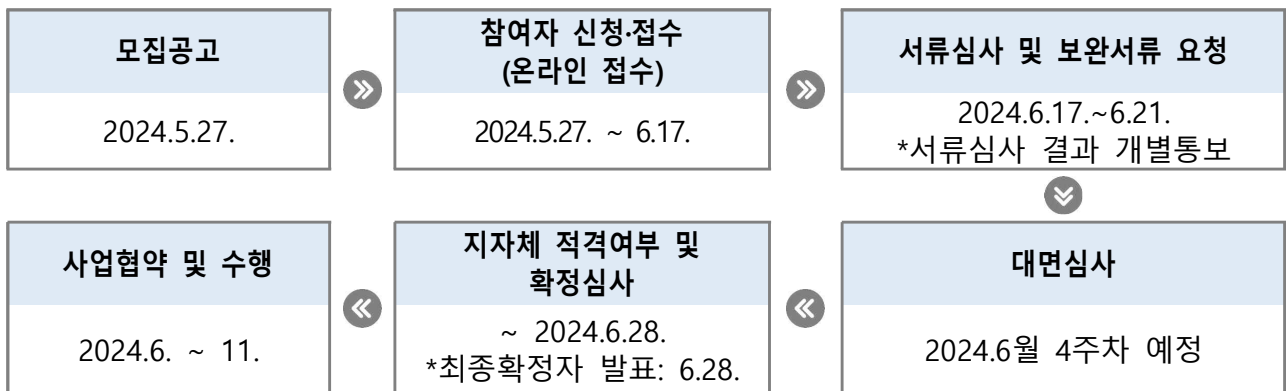 모집공고
2024.5.27.
참여자 신청·접수
(온라인 접수)
2024.5.27. ~ 6.17.
서류심사 및 보완서류 요청
2024.6.17.~6.21.
*서류심사 결과 개별통보
대면심사
2024.6월 4주차 예정
지자체 적격여부 및
확정심사
~ 2024.6.28.
*최종확정자 발표: 6.28.
사업협약 및 수행
2024.6. ~ 11.